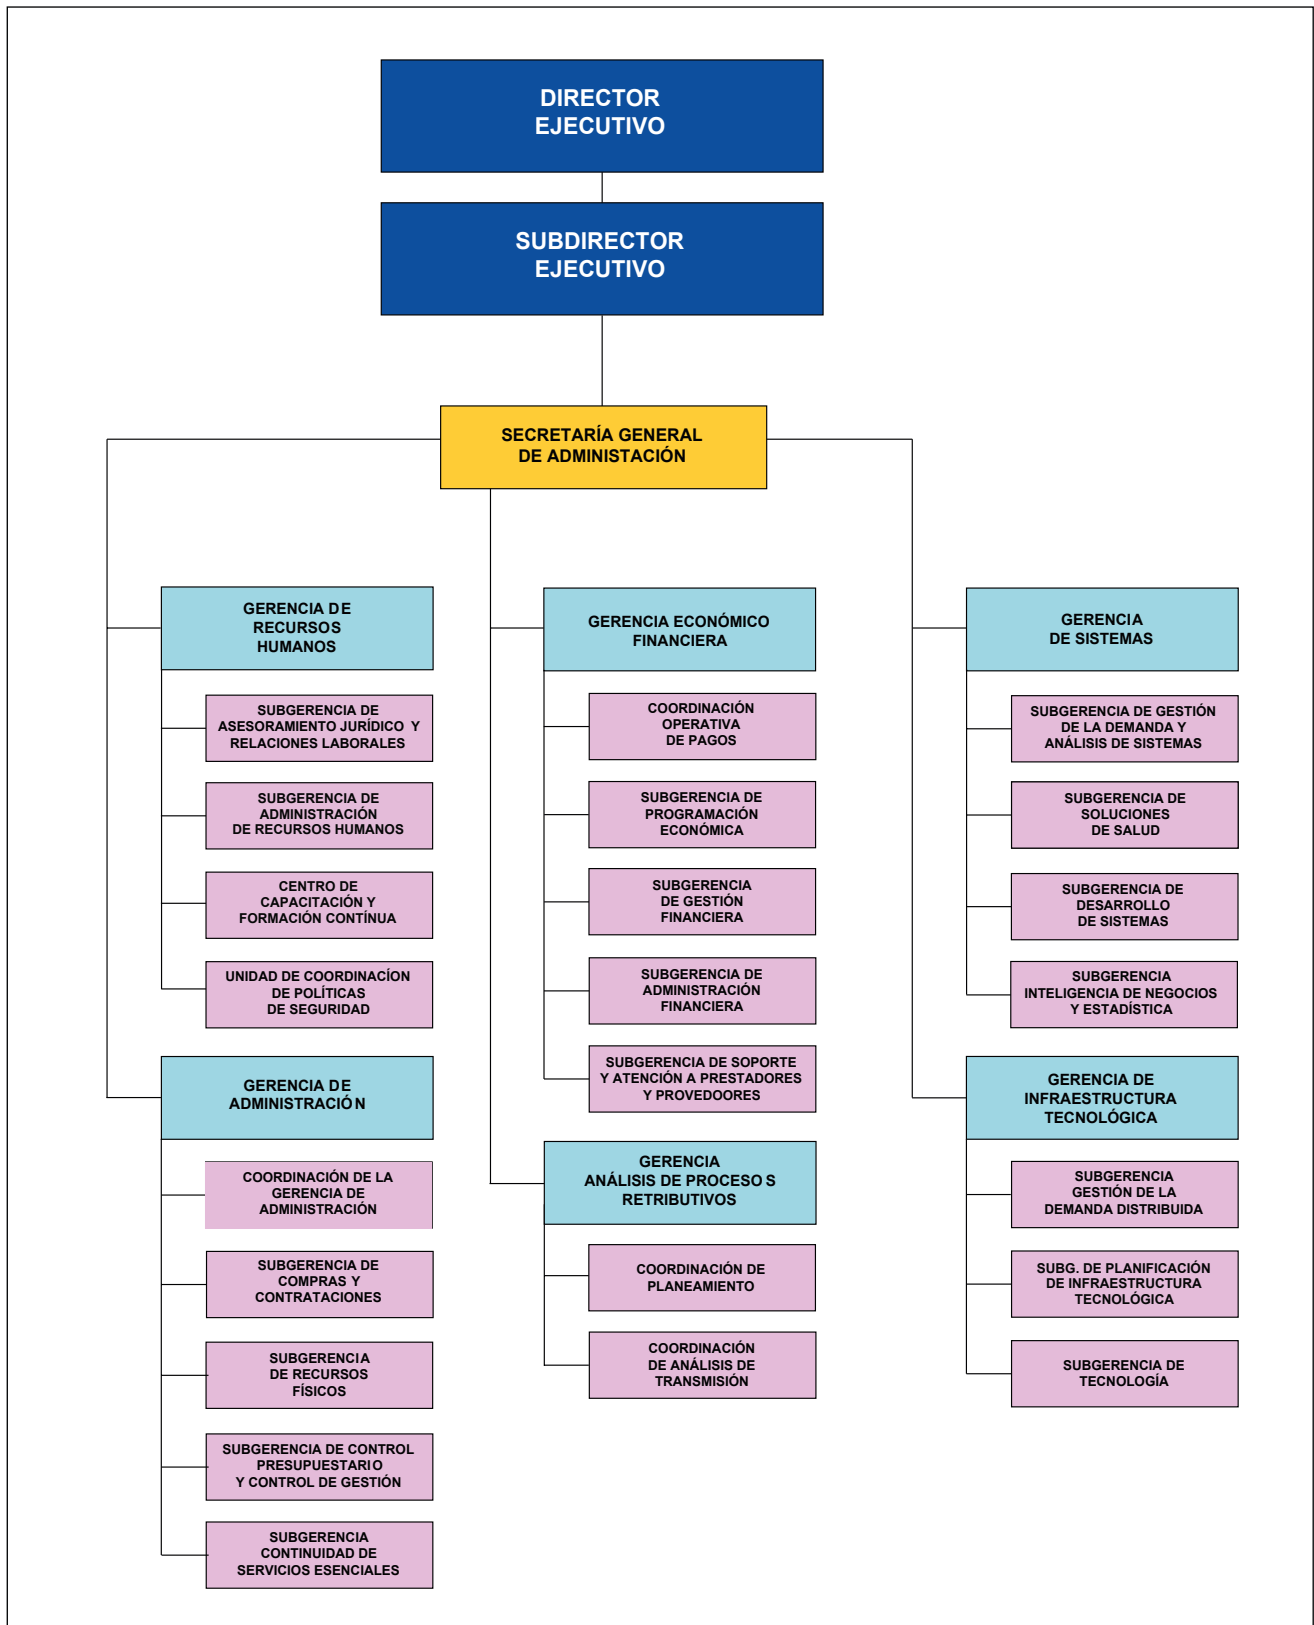 DIRECTOR
EJECUTIVO
SUBDIRECTOR
EJECUTIVO
SECRETARÍA GENERAL
DE ADMINISTACIÓN
GERENCIA DE
RECURSOS
HUMANOS
SUBGERENCIA DE
ASESORAMIENTO JURÍDICO Y
RELACIONES LABORALES
SUBGERENCIA DE
ADMINISTRACIÓN
DE RECURSOS HUMANOS
CENTRO DE
CAPACITACIÓN Y
FORMACIÓN CONTÍNUA
UNIDAD DE COORDINACÍON
DE POLÍTICAS
DE SEGURIDAD
GERENCIA DE
ADMINISTRACIÓN
COORDINACIÓN DE LA
GERENCIA DE
ADMINISTRACIÓN
SUBGERENCIA DE
COMPRAS Y
CONTRATACIONES
SUBGERENCIA
DE RECURSOS
FÍSICOS
SUBGERENCIA DE CONTROL
PRESUPUESTARIO
Y CONTROL DE GESTIÓN
SUBGERENCIA
CONTINUIDAD DE
SERVICIOS ESENCIALES
GERENCIA ECONÓMICO
FINANCIERA
COORDINACIÓN
OPERATIVA
DE PAGOS
SUBGERENCIA DE
PROGRAMACIÓN
ECONÓMICA
SUBGERENCIA
DE GESTIÓN
FINANCIERA
SUBGERENCIA DE
ADMINISTRACIÓN
FINANCIERA
SUBGERENCIA DE SOPORTE
Y ATENCIÓN A PRESTADORES
Y PROVEDOORES
GERENCIA
ANÁLISIS DE PROCESOS
RETRIBUTIVOS
COORDINACIÓN DE
PLANEAMIENTO
COORDINACIÓN
DE ANÁLISIS DE
TRANSMISIÓN
GERENCIA
DE SISTEMAS
SUBGERENCIA DE GESTIÓN
DE LA DEMANDA Y
ANÁLISIS DE SISTEMAS
SUBGERENCIA DE
SOLUCIONES
DE SALUD
SUBGERENCIA DE
DESARROLLO
DE SISTEMAS
SUBGERENCIA
INTELIGENCIA DE NEGOCIOS
Y ESTADÍSTICA
GERENCIA DE
INFRAESTRUCTURA
TECNOLÓGICA
SUBGERENCIA
GESTIÓN DE LA
DEMANDA DISTRIBUIDA
SUBG. DE PLANIFICACIÓN
DE INFRAESTRUCTURA
TECNOLÓGICA
SUBGERENCIA DE
TECNOLOGÍA